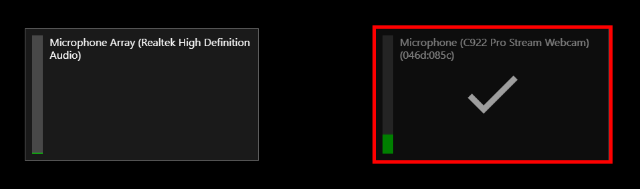 Microphone Array (Realtek High Definition
Audio)
Microphone (C922 Pro Stream Webcam)
(046d:085c)